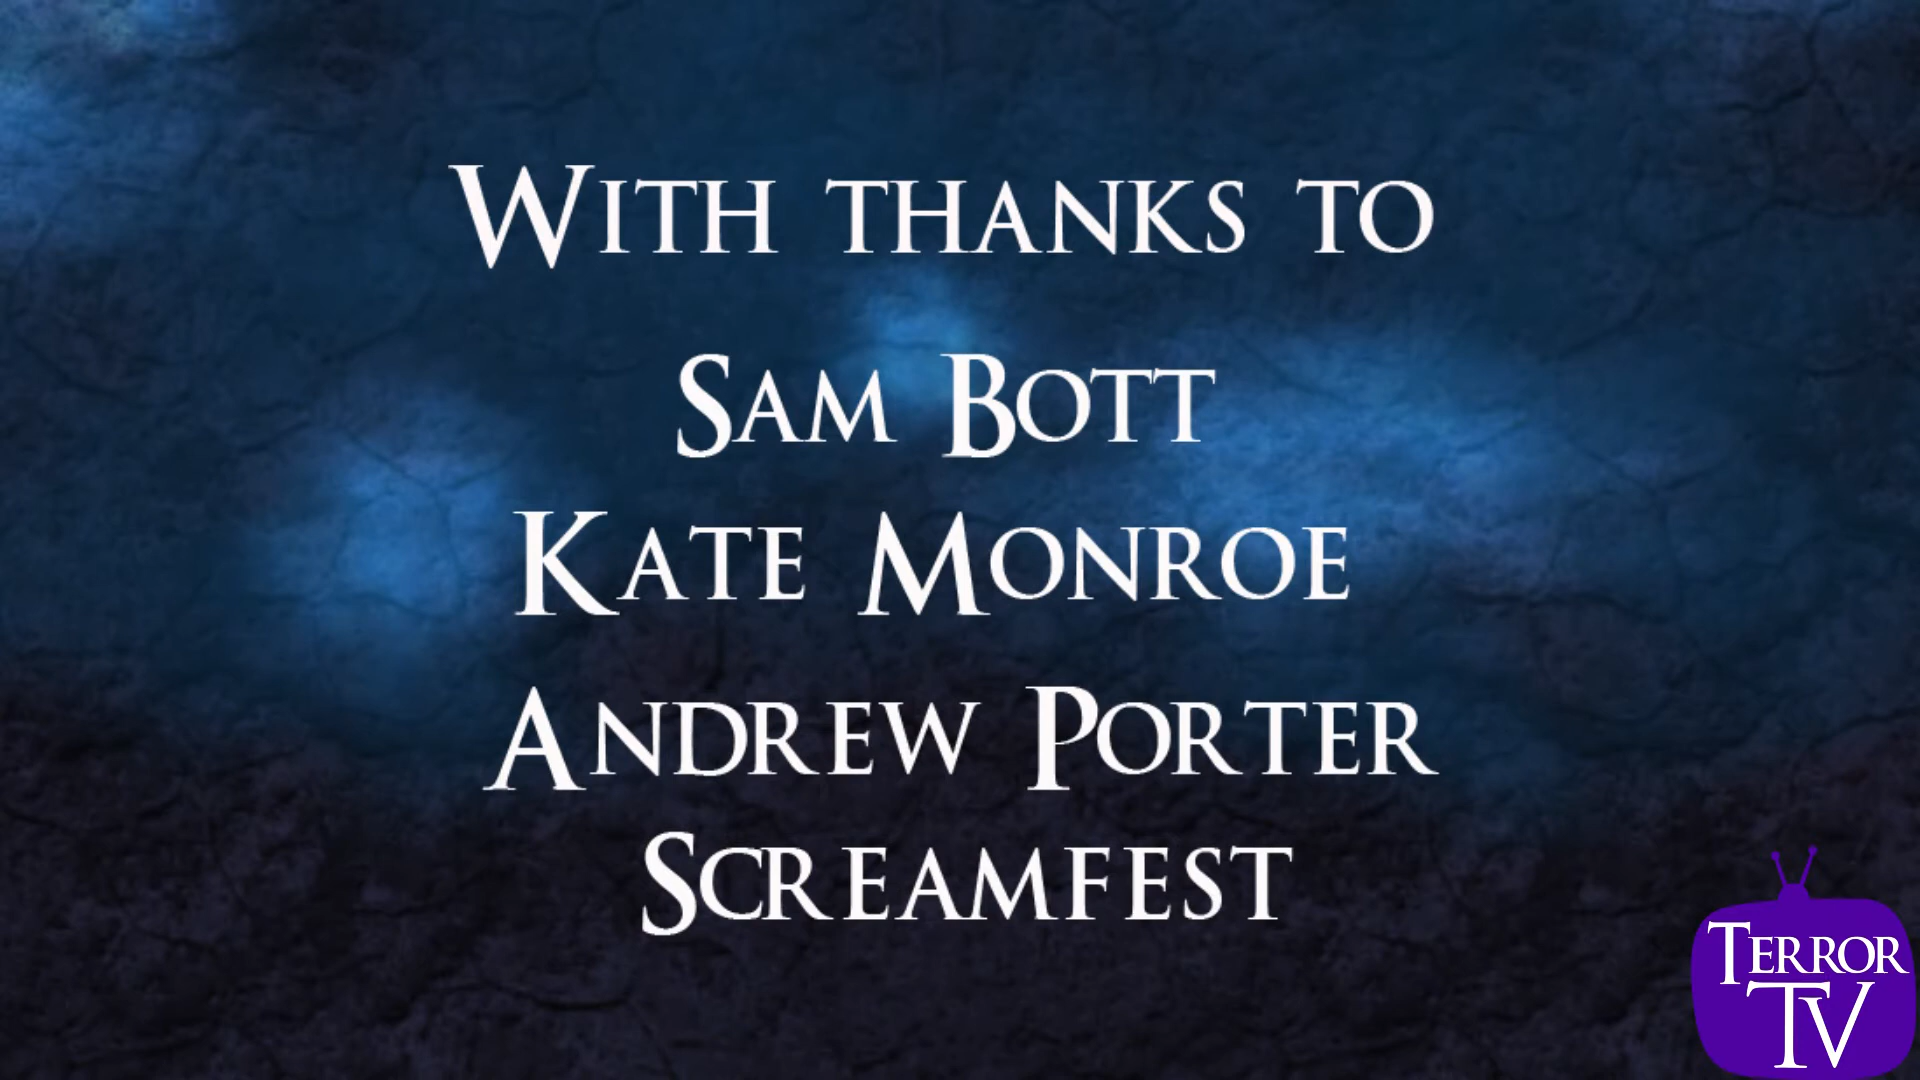 With thanks to
Sam Bott
Kate Monroe
Andrew Porter
Screamfest
Terror
TV